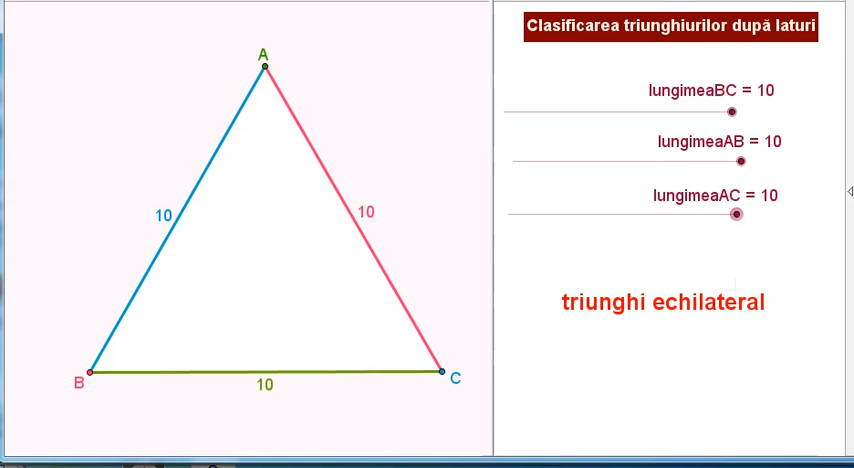 Clasificarea triunghiurilor după laturi
A
lungimeaBC = 10
lungimeaAB = 10
lungimeaAC = 10
10
10
triunghi echilateral
B
10
C